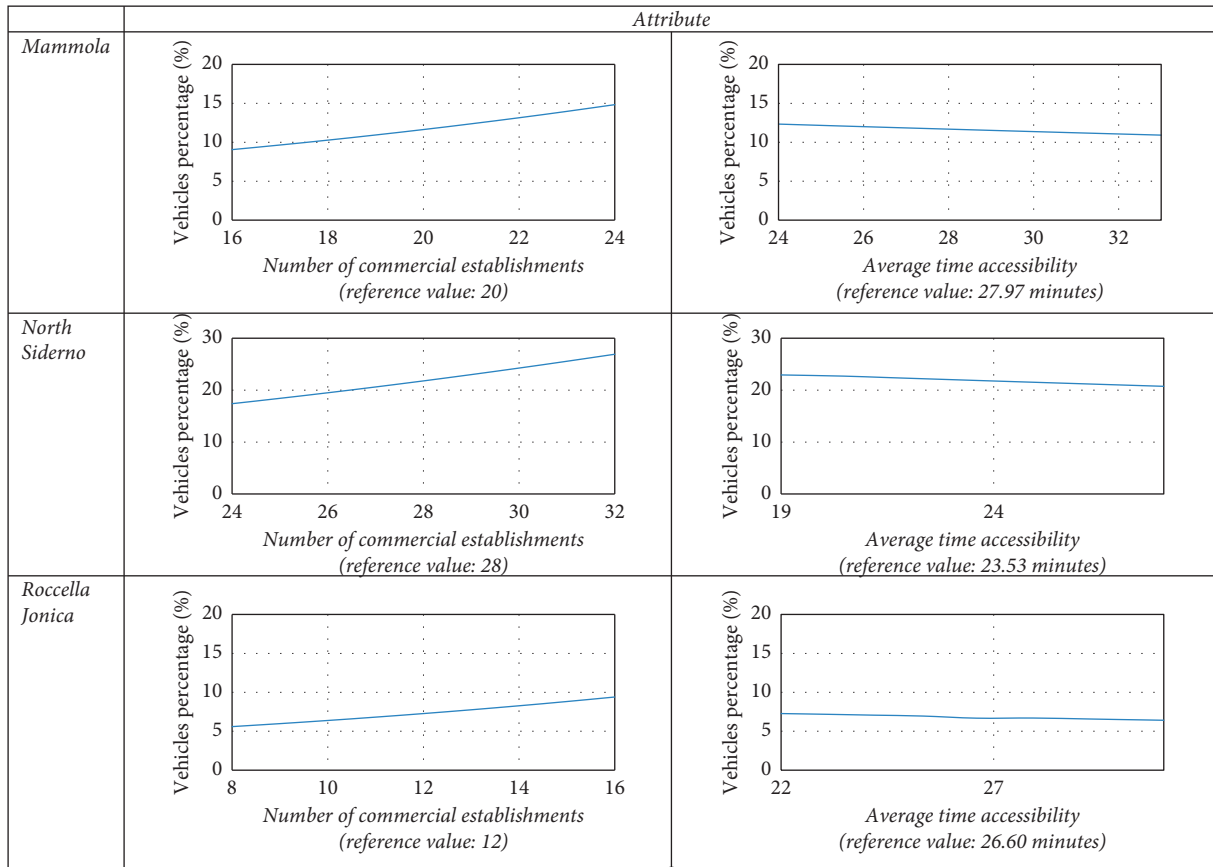 Attribute
Mammola
Vehicles percentage (%)
20
15
10
5
0
16 18 20 22 24
Number of commercial establishments
(reference value: 20)
Vehicles percentage (%)
20
15
10
5
0
24 26 28 30 32
Average time accessibility
(reference value: 27.97 minutes)
North
Siderno
Vehicles percentage (%)
30
20
10
0
24 26 28 30 32
Number of commercial establishments
(reference value: 28)
Vehicles percentage (%)
30
20
10
0
19 24
Average time accessibility
(reference value: 23.53 minutes)
Roccella
Jonica
Vehicles percentage (%)
20
15
10
5
0
8 10 12 14 16
Number of commercial establishments
(reference value: 12)
Vehicles percentage (%)
20
15
10
5
0
22 27
Average time accessibility
(reference value: 26.60 minutes)